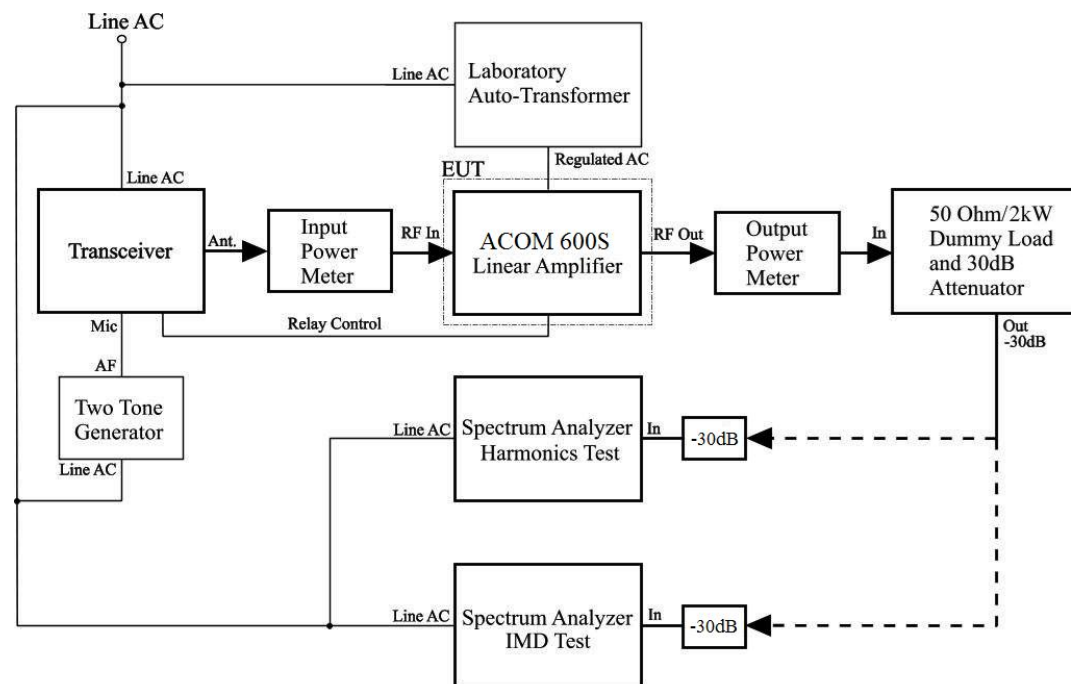 Line AC
Line AC
Laboratory
Auto-Transformer
Regulated AC
EUT
Line AC
Transceiver
Ant.
Input
Power
Meter
RF In
ACOM 600S
Linear Amplifier
RF Out
Output
Power
Meter
In
50 Ohm/2kW
Dummy Load
and 30dB
Attenuator
Out
-30dB
Mic
Relay Control
AF
Two Tone
Generator
Line AC
Line AC
Spectrum Analyzer
Harmonics Test
In
-30dB
Line AC
Spectrum Analyzer
IMD Test
In
-30dB